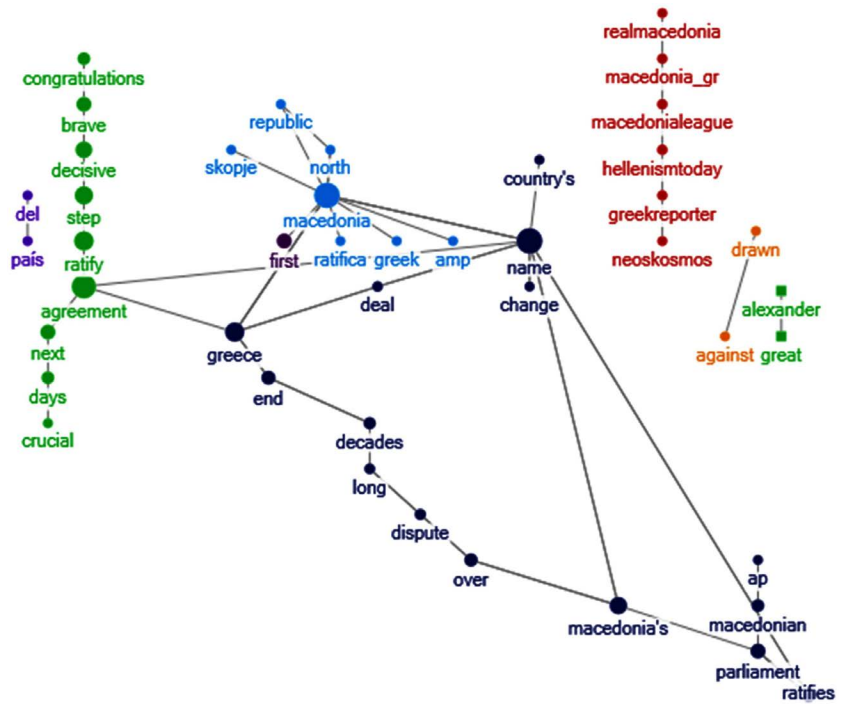 realmacedonia
congratulations
macedonia_gr
brave
republic
macedonialeague
decisive
skopje
north
hellenismtoday
country's
del
step
macedonia
greekreporter
país
ratify
first
ratifica
greek
amp
name
neoskosmos
drawn
agreement
deal
change
alexander
next
greece
against
great
days
end
crucial
decades
long
dispute
over
ap
macedonia's
macedonian
parliament
ratifies